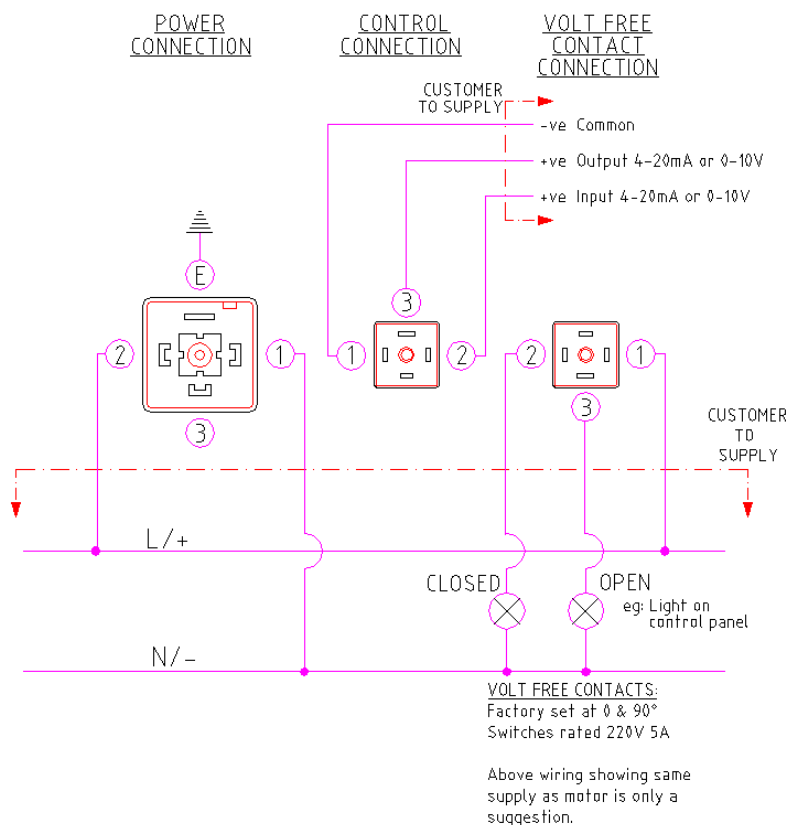 POWER
CONNECTION
CONTROL
CONNECTION
VOLT FREE
CONTACT
CONNECTION
CUSTOMER
TO SUPPLY
-ve Common
+ve Output 4-20mA or 0-10V
+ve Input 4-20mA or 0-10V
E
3
2
1
1
2
2
1
3
3
CUSTOMER
TO
SUPPLY
L/+
CLOSED
OPEN
eg: Light on
control panel
N/-
VOLT FREE CONTACTS:
Factory set at 0 & 90°
Switches rated 220V 5A
Above wiring showing same
supply as motor is only a
suggestion.